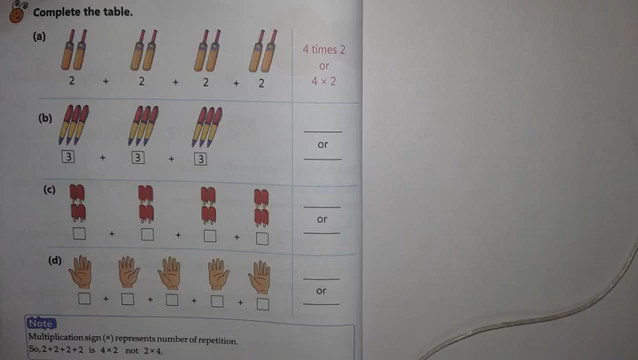 Complete the table.
(a)
2 + 2 + 2 + 2
4 times 2
or
4 × 2
(b)
3 + 3 + 3
or
(c)
+ + +
or
(d)
+ + + +
or
Note
Multiplication sign (×) represents number of repetition.
So, 2+2+2+2 is 4×2 not 2×4.